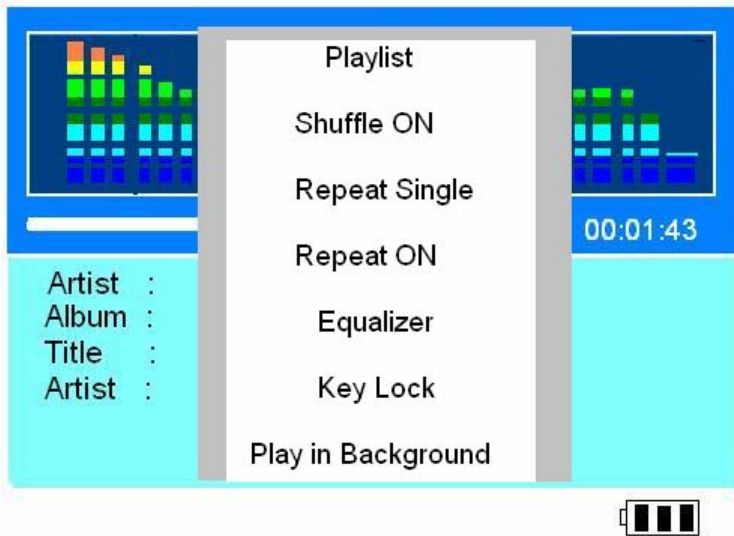 Playlist
Shuffle ON
Repeat Single
Repeat ON
Equalizer
Key Lock
Play in Background
00:01:43
Artist :
Album :
Title :
Artist :